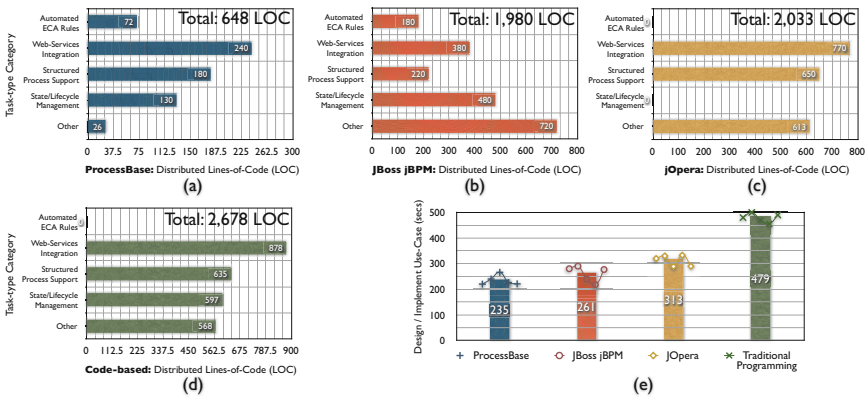 Task-type Category
Total: 648 LOC
Automated
ECA Rules
72
Web-Services
Integration
240
Structured
Process Support
180
State/Lifecycle
Management
130
Other
26
0 37.5 75 112.5 150 187.5 225 262.5 300
ProcessBase: Distributed Lines-of-Code (LOC)
(a)
Total: 1,980 LOC
Automated
ECA Rules
180
Web-Services
Integration
380
Structured
Process Support
220
State/Lifecycle
Management
480
Other
720
0 100 200 300 400 500 600 700 800
JBoss jBPM: Distributed Lines-of-Code (LOC)
(b)
Total: 2,033 LOC
Automated
ECA Rules
0
Web-Services
Integration
770
Structured
Process Support
650
State/Lifecycle
Management
0
Other
613
0 100 200 300 400 500 600 700 800
jOpera: Distributed Lines-of-Code (LOC)
(c)
Task-type Category
Total: 2,678 LOC
Automated
ECA Rules
0
Web-Services
Integration
878
Structured
Process Support
635
State/Lifecycle
Management
597
Other
568
0 112.5 225 337.5 450 562.5 675 787.5 900
Code-based: Distributed Lines-of-Code (LOC)
(d)
Design / Implement Use-Case (secs)
500
400
300
200
100
0
235
261
313
479
ProcessBase
JBoss jBPM
JOpera
Traditional
Programming
(e)